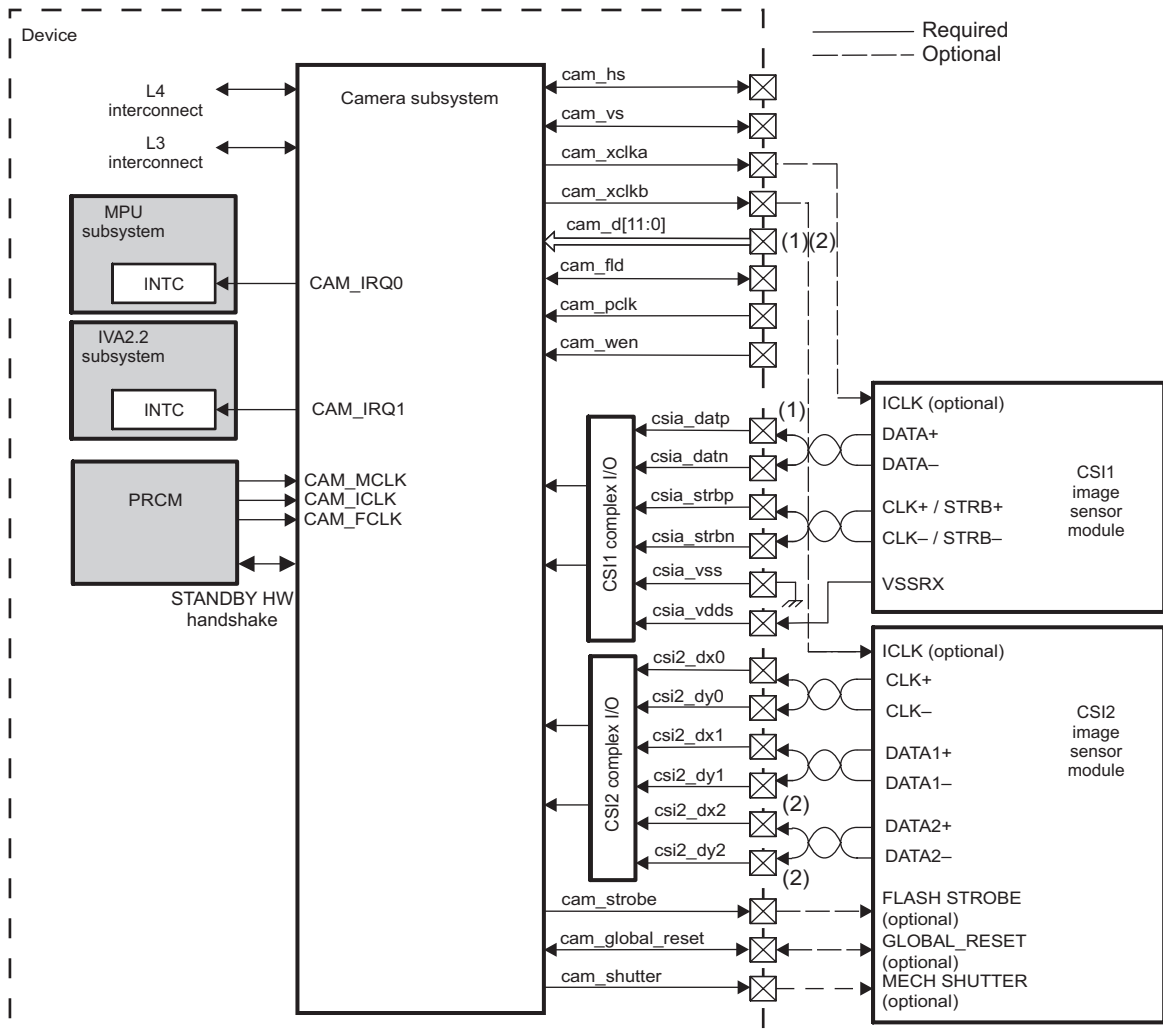 Device
Required
Optional
L4
interconnect
L3
interconnect
Camera subsystem
MPU
subsystem
INTC
CAM_IRQ0
IVA2.2
subsystem
INTC
CAM_IRQ1
PRCM
CAM_MCLK
CAM_ICLK
CAM_FCLK
STANDBY HW
handshake
cam_hs
cam_vs
cam_xclka
cam_xclkb
cam_d[11:0]
(1)(2)
cam_fld
cam_pclk
cam_wen
CSI1 complex I/O
csia_datp
(1)
csia_datn
csia_strbp
csia_strbn
csia_vss
csia_vdds
ICLK (optional)
DATA+
DATA–
CLK+ / STRB+
CLK– / STRB–
VSSRX
CSI1
image
sensor
module
CSI2 complex I/O
csi2_dx0
csi2_dy0
csi2_dx1
csi2_dy1
(2)
csi2_dx2
csi2_dy2
(2)
ICLK (optional)
CLK+
CLK–
DATA1+
DATA1–
DATA2+
DATA2–
CSI2
image
sensor
module
cam_strobe
cam_global_reset
cam_shutter
FLASH STROBE
(optional)
GLOBAL_RESET
(optional)
MECH SHUTTER
(optional)